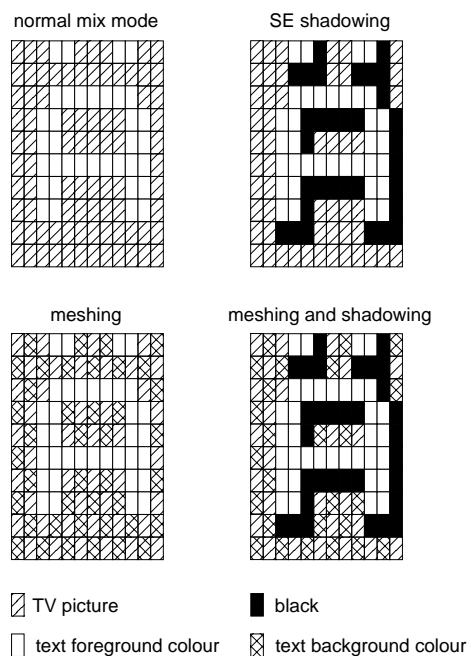 normal mix mode
SE shadowing
meshing
meshing and shadowing
TV picture
black
text foreground colour
text background colour